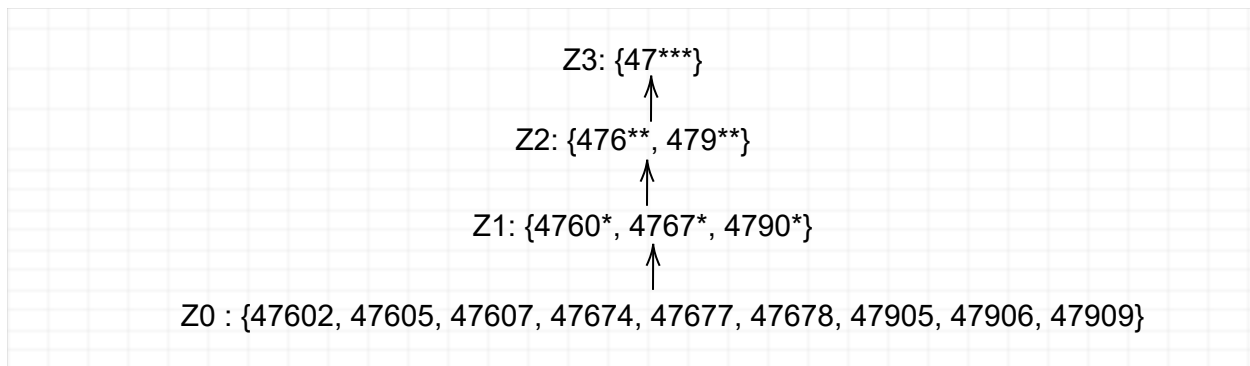 Z3: {47***}
Z2: {476**, 479**}
Z1: {4760*, 4767*, 4790*}
Z0 : {47602, 47605, 47607, 47674, 47677, 47678, 47905, 47906, 47909}